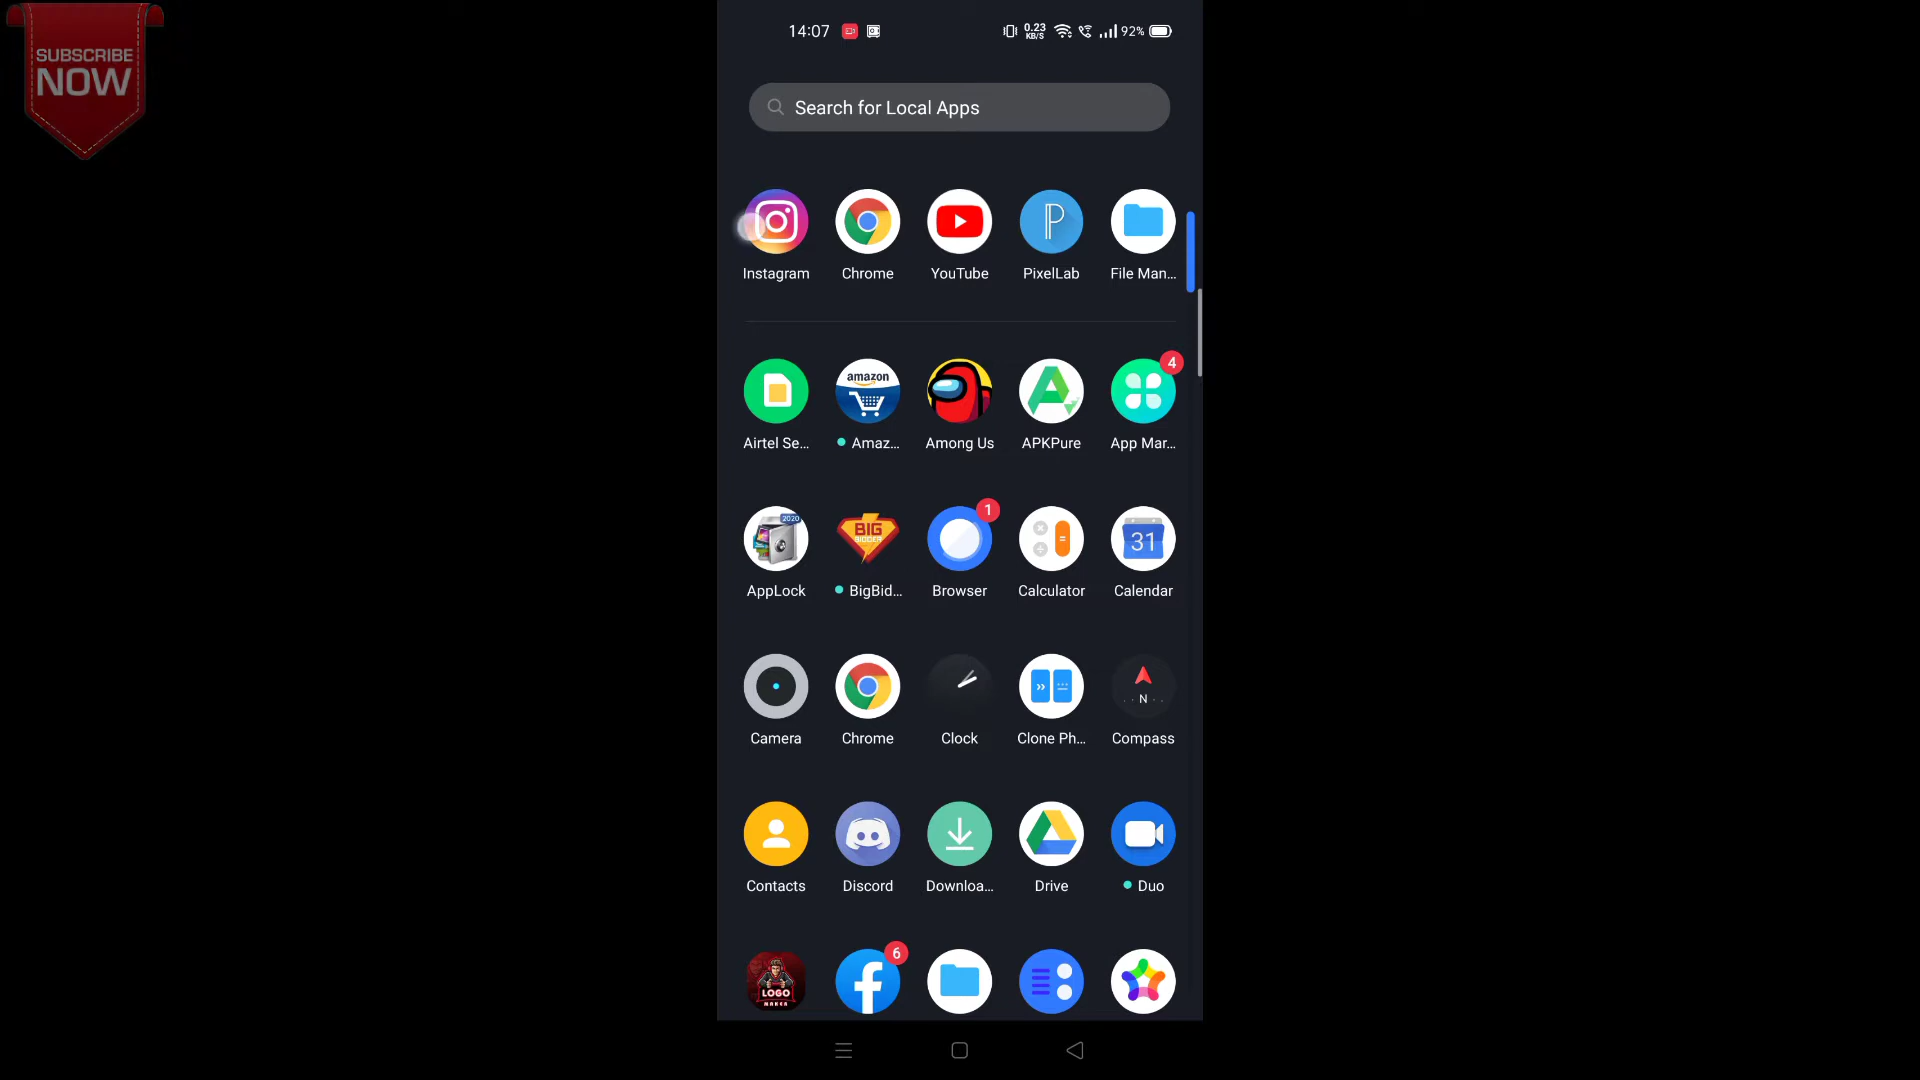 SUBSCRIBE
NOW
14:07
0.23
KB/S
92%
Search for Local Apps
Instagram Chrome YouTube PixelLab File Man...
amazon
4
Airtel Se... Amaz... Among Us APKPure App Mar...
2020
BIG
BIDDER
1
31
AppLock BigBid... Browser Calculator Calendar
N
Camera Chrome Clock Clone Ph... Compass
Contacts Discord Downloa... Drive Duo
6
LOGO
MAKER